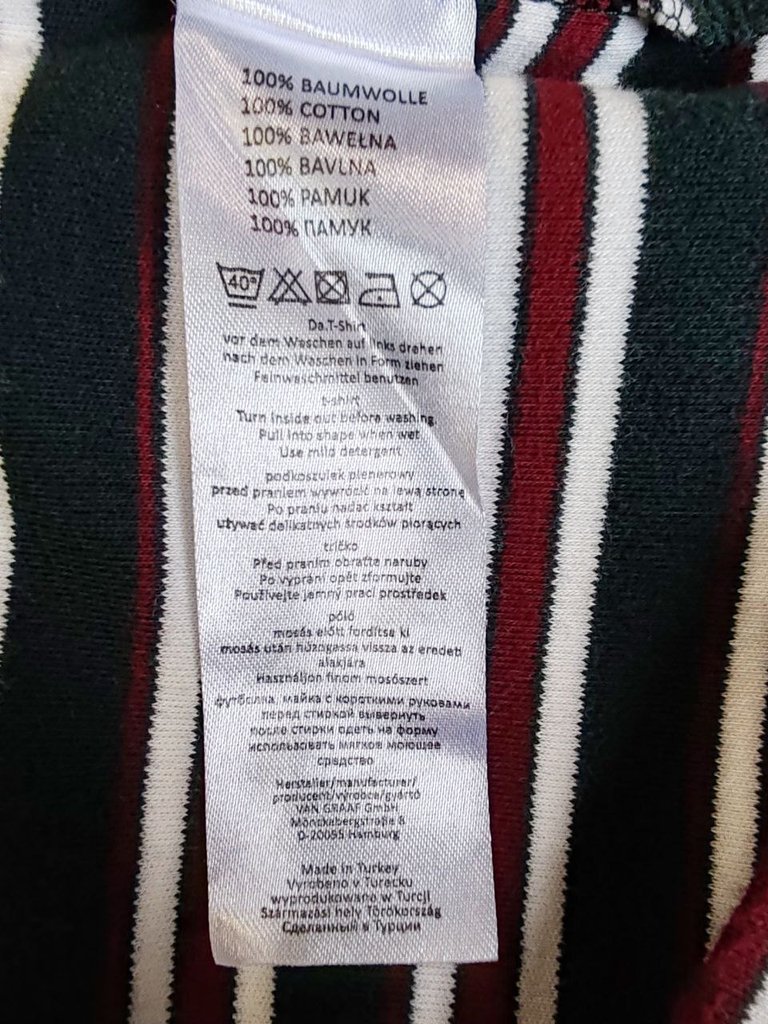 100% BAUMWOLLE
100% COTTON
100% BAWEŁNA
100% BAVLNA
100% PAMUK
100% ПАМУК
40°
Da.T-Shirt
vor dem Waschen auf links drehen
nach dem Waschen in Form ziehen
Feinwaschmittel benutzen
t-shirt
Turn inside out before washing
Pull into shape when wet
Use mild detergent
podkoszulek plenerowy
przed praniem wywrócić na lewą stronę
Po praniu nadać kształt
używać delikatnych środków piorących
tričko
Před praním obraťte naruby
Po vyprání opět zformujte
Používejte jemný prací prostředek
póló
mosás előtt fordítse ki
mosás után húzogassa vissza az eredeti
alakjára
Használjon finom mosószert
футболка, майка с короткими руковами
перед стиркой вывернуть
после стирки одеть на форму
использовать мягкое моющее
средство
Hersteller/manufacturer/
producent/výrobce/gyártó
VAN GRAAF GmbH
Mönckebergstraße 8
D-20095 Hamburg
Made in Turkey
Vyrobeno v Turecku
wyprodukowane w Turcji
Származási hely Törökország
Сделанный в Турции